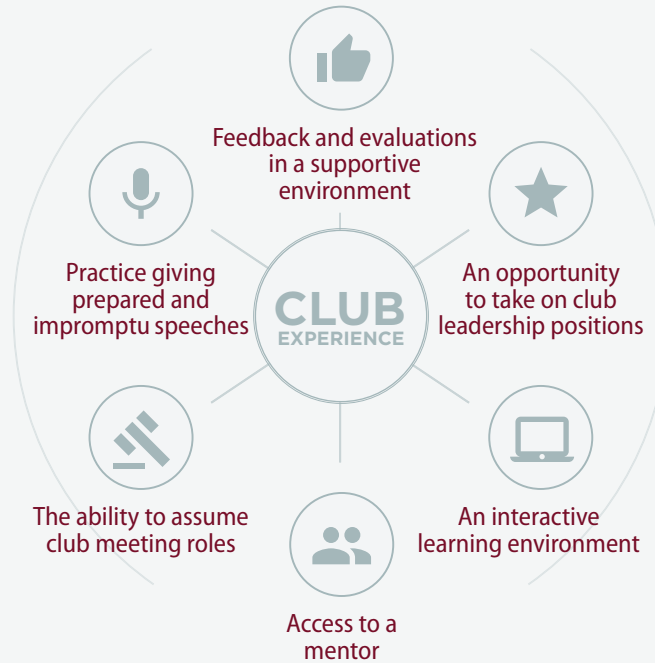 Feedback and evaluations
in a supportive
environment
Practice giving
prepared and
impromptu speeches
CLUB
EXPERIENCE
An opportunity
to take on club
leadership positions
The ability to assume
club meeting roles
An interactive
learning environment
Access to a
mentor